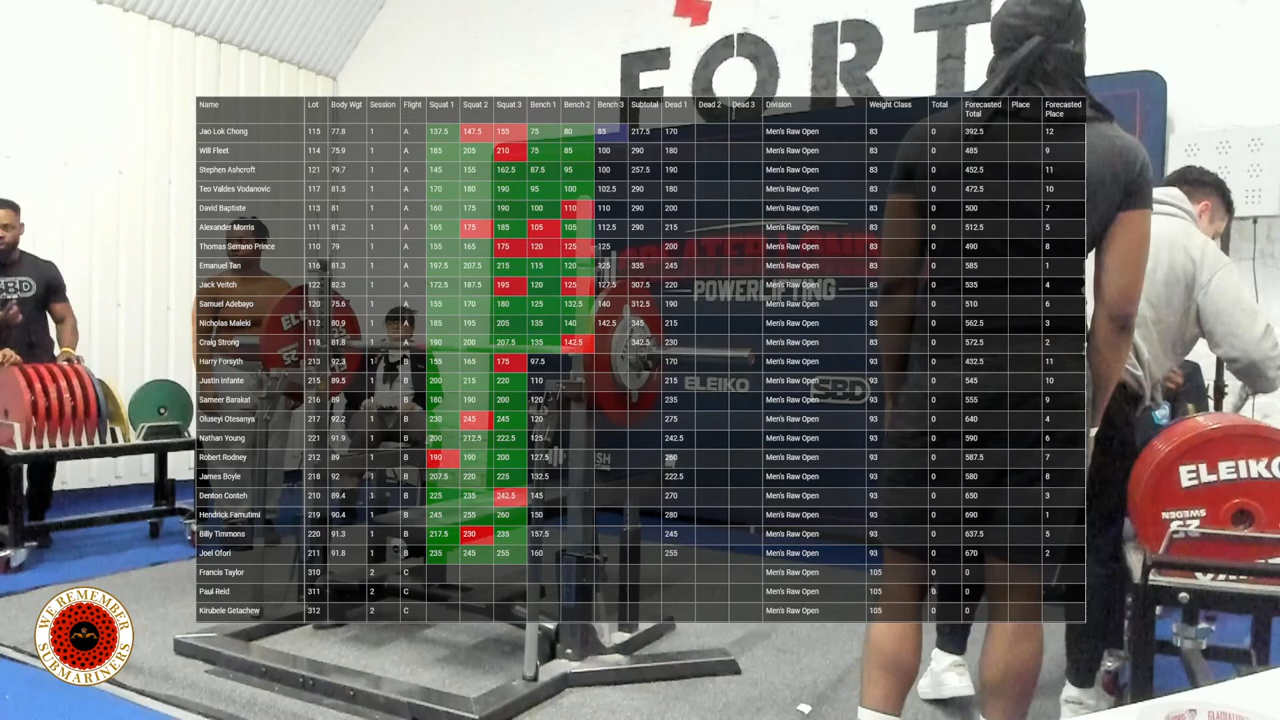 FORT
Name Lot Body Wgt Session Flight Squat 1 Squat 2 Squat 3 Bench 1 Bench 2 Bench 3 Subtotal Dead 1 Dead 2 Dead 3 Division Weight Class Total Forecasted Total Place Forecasted Place
Jao Lok Chong 115 77.8 1 A 137.5 147.5 155 75 80 85 217.5 170 Men's Raw Open 83 0 392.5 12
Will Fleet 114 75.9 1 A 185 205 210 75 85 100 290 180 Men's Raw Open 83 0 485 9
Stephen Ashcroft 121 79.7 1 A 145 155 162.5 87.5 95 100 257.5 190 Men's Raw Open 83 0 452.5 11
Teo Valdes Vodanovic 117 81.5 1 A 170 180 190 95 100 102.5 290 180 Men's Raw Open 83 0 472.5 10
David Baptiste 113 81 1 A 160 175 190 100 110 110 290 200 Men's Raw Open 83 0 500 7
Alexander Morris 111 81.2 1 A 165 175 185 105 105 112.5 290 215 Men's Raw Open 83 0 512.5 5
Thomas Serrano Prince 110 79 1 A 155 165 175 120 125 125 200 Men's Raw Open 83 0 490 8
Emanuel Tan 116 81.3 1 A 197.5 207.5 215 115 120 125 335 245 Men's Raw Open 83 0 585 1
Jack Veitch 122 82.3 1 A 172.5 187.5 195 120 125 127.5 307.5 220 Men's Raw Open 83 0 535 4
Samuel Adebayo 120 75.6 1 A 155 170 180 125 132.5 140 312.5 190 Men's Raw Open 83 0 510 6
Nicholas Maleki 112 80.9 1 A 185 195 205 135 140 142.5 345 215 Men's Raw Open 83 0 562.5 3
Craig Strong 118 81.8 1 A 190 200 207.5 135 142.5 342.5 230 Men's Raw Open 83 0 572.5 2
Harry Forsyth 213 92.3 1 B 155 165 175 97.5 170 Men's Raw Open 93 0 432.5 11
Justin Infante 215 89.5 1 B 200 215 220 110 215 Men's Raw Open 93 0 545 10
Sameer Barakat 216 89 1 B 180 190 200 120 235 Men's Raw Open 93 0 555 9
Oluseyi Otesanya 217 92.2 1 B 230 245 245 120 275 Men's Raw Open 93 0 640 4
Nathan Young 221 91.9 1 B 200 212.5 222.5 125 242.5 Men's Raw Open 93 0 590 6
Robert Rodney 212 89 1 B 190 190 200 127.5 260 Men's Raw Open 93 0 587.5 7
James Boyle 218 92 1 B 207.5 220 225 132.5 222.5 Men's Raw Open 93 0 580 8
Denton Conteh 210 89.4 1 B 225 235 242.5 145 270 Men's Raw Open 93 0 650 3
Hendrick Famutimi 219 90.4 1 B 245 255 260 150 280 Men's Raw Open 93 0 690 1
Billy Timmons 220 91.3 1 B 217.5 230 235 157.5 245 Men's Raw Open 93 0 637.5 5
Joel Ofori 211 91.8 1 B 235 245 255 160 255 Men's Raw Open 93 0 670 2
Francis Taylor 310 2 C Men's Raw Open 105 0 0
Paul Reid 311 2 C Men's Raw Open 105 0 0
Kirubele Getachew 312 2 C Men's Raw Open 105 0 0
SBD
POWERLIFTING
ELEIKO SBD
ELEIKO
SWEDEN
25
WE REMEMBER
SUBMARINERS